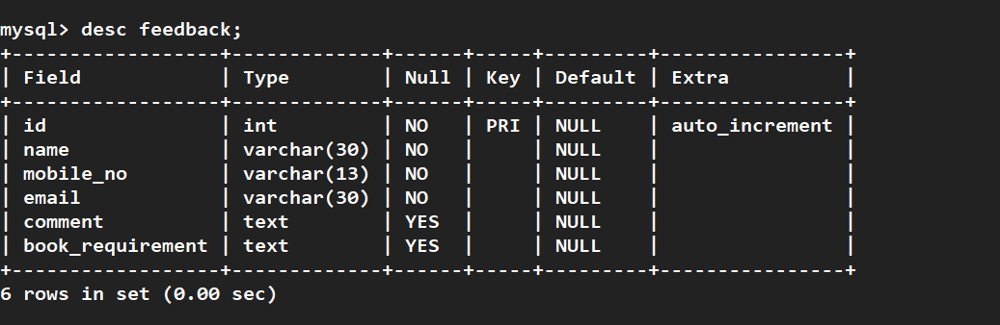 mysql> desc feedback;
+------------------+-------------+------+-----+---------+----------------+
| Field            | Type        | Null | Key | Default | Extra          |
+------------------+-------------+------+-----+---------+----------------+
| id               | int         | NO   | PRI | NULL    | auto_increment |
| name             | varchar(30) | NO   |     | NULL    |                |
| mobile_no        | varchar(13) | NO   |     | NULL    |                |
| email            | varchar(30) | NO   |     | NULL    |                |
| comment          | text        | YES  |     | NULL    |                |
| book_requirement | text        | YES  |     | NULL    |                |
+------------------+-------------+------+-----+---------+----------------+
6 rows in set (0.00 sec)